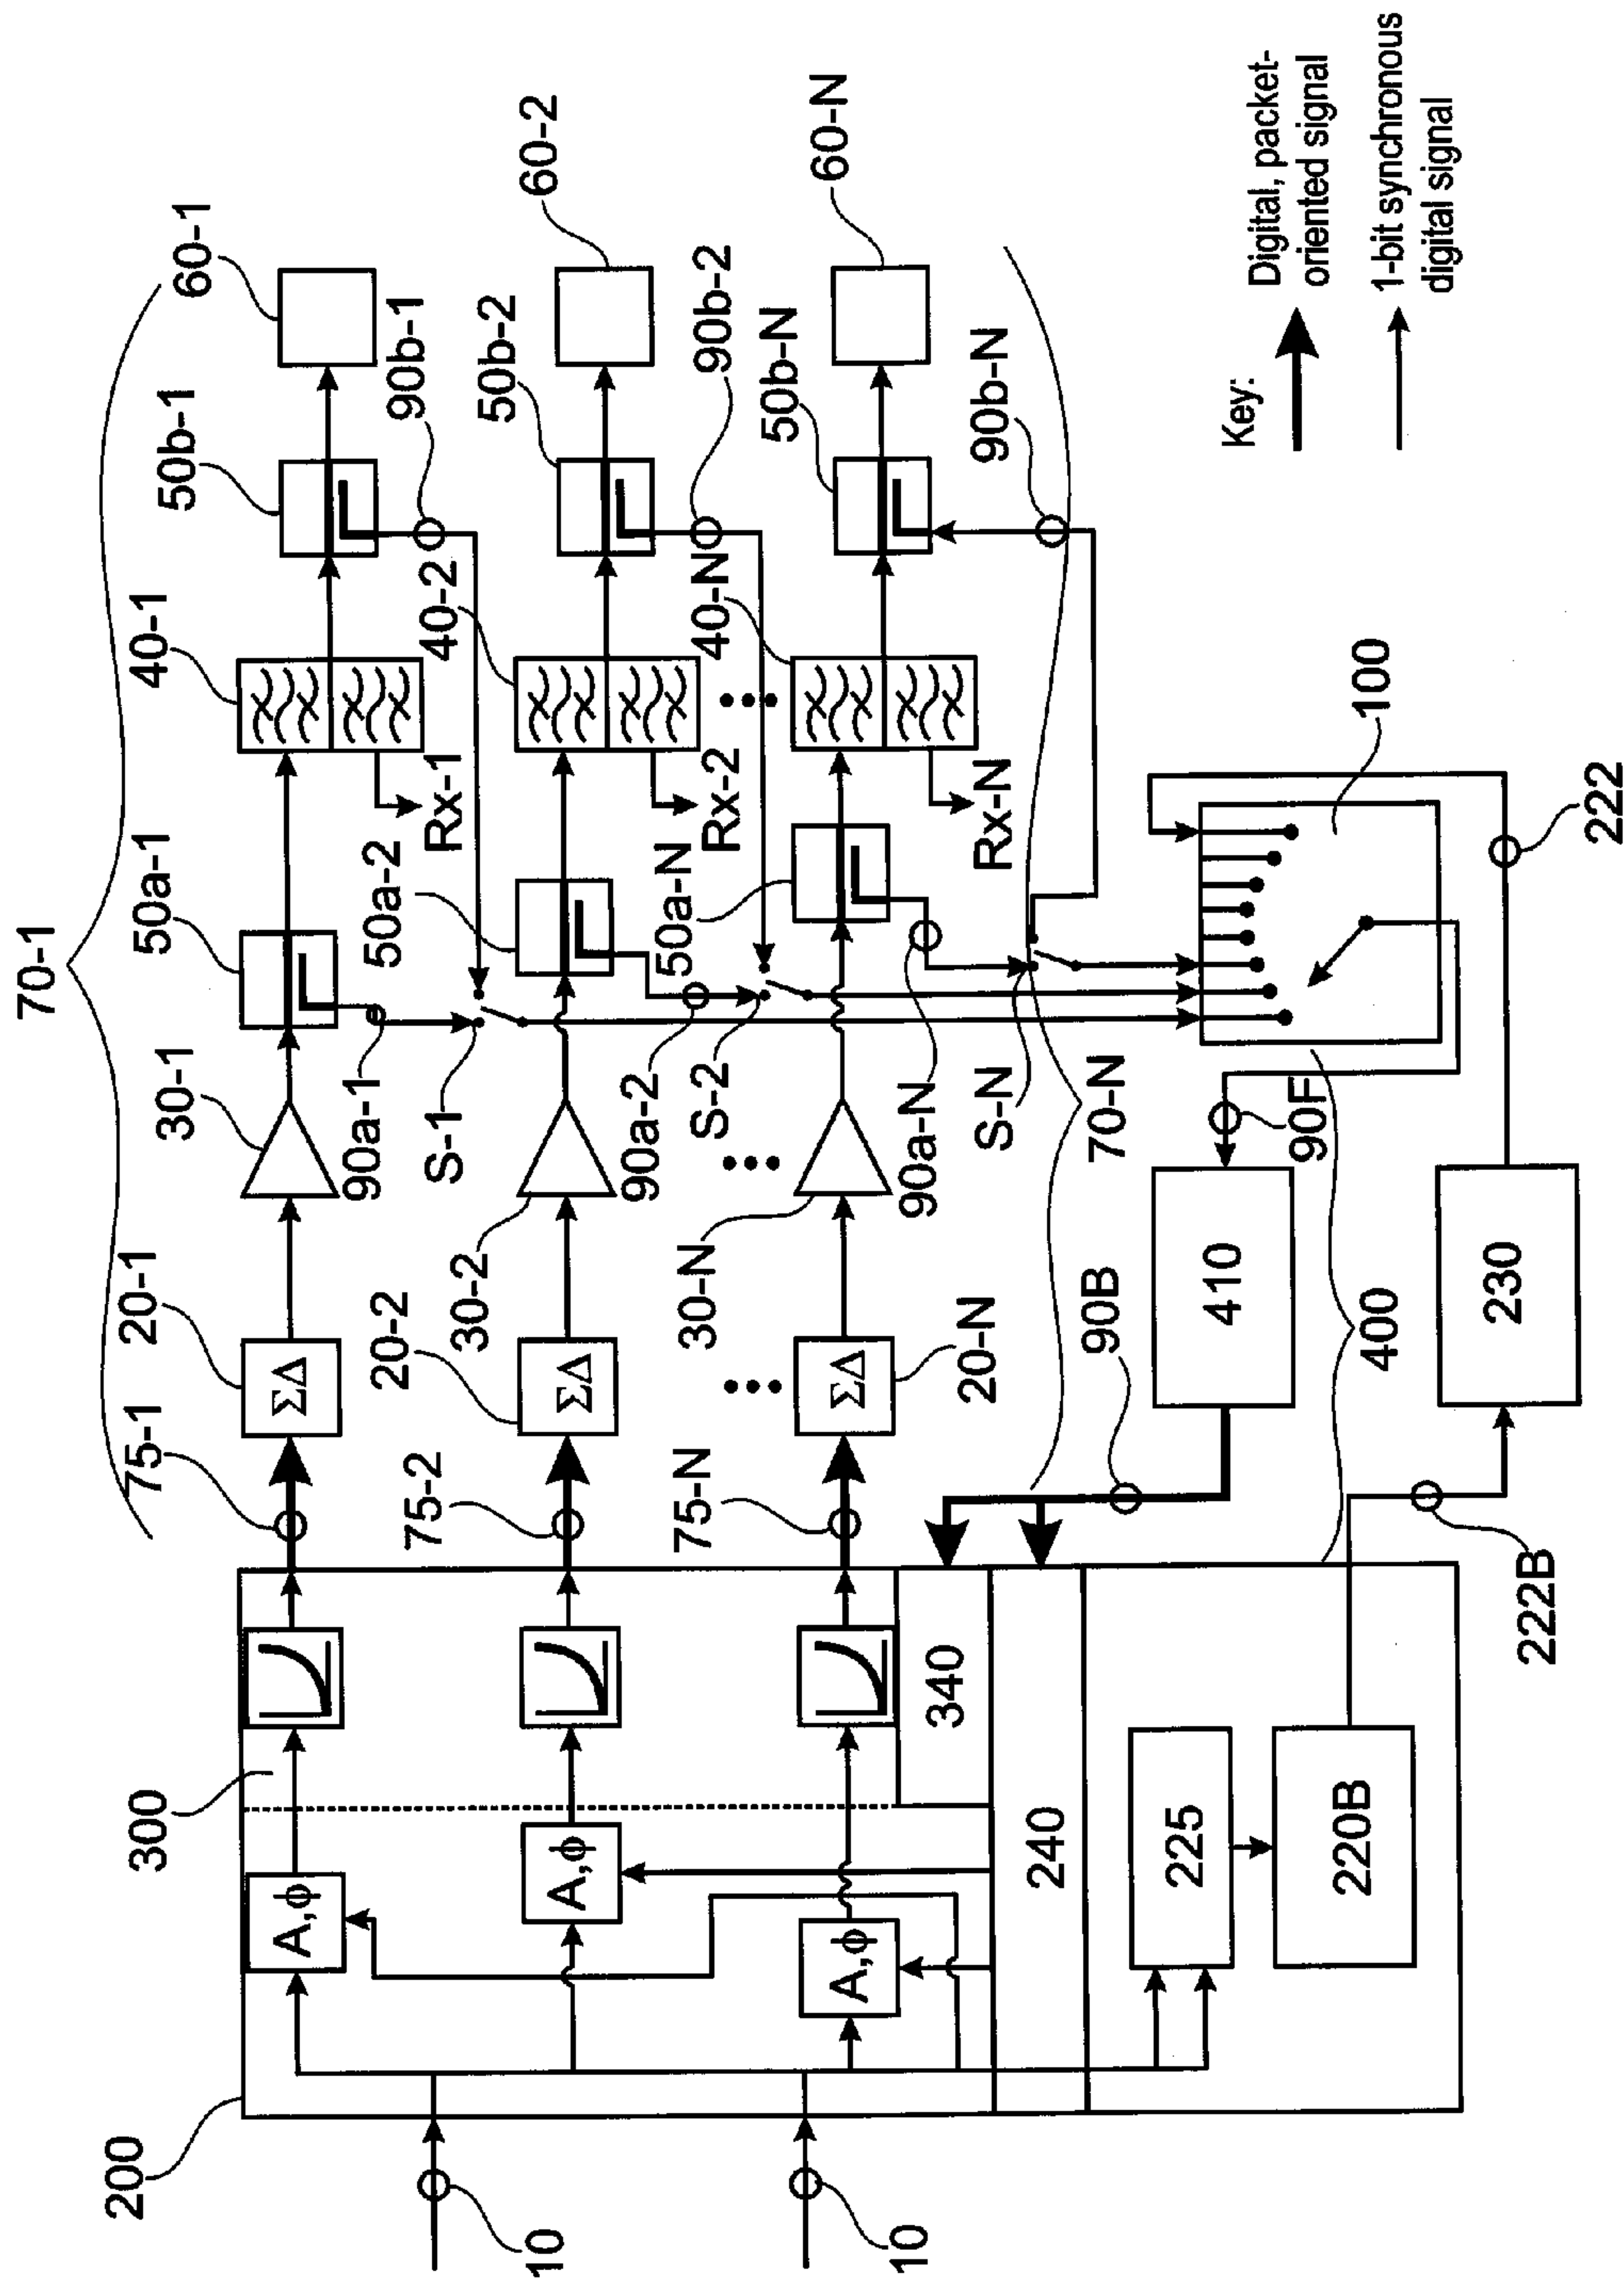 70-1
60-1
50b-1
90b-1
40-1
50a-1
30-1
20-1
75-1
Rx-1
90a-1
S-1
60-2
50b-2
90b-2
40-2
50a-2
30-2
20-2
75-2
Rx-2
90a-2
S-2
60-N
50b-N
90b-N
40-N
50a-N
30-N
20-N
75-N
Rx-N
90a-N
S-N
70-N
ΣΔ
ΣΔ
ΣΔ
A,ϕ
A,ϕ
A,ϕ
300
200
10
10
340
240
225
220B
222B
90B
410
400
230
90F
100
222
Key:
Digital, packet-
oriented signal
1-bit synchronous
digital signal